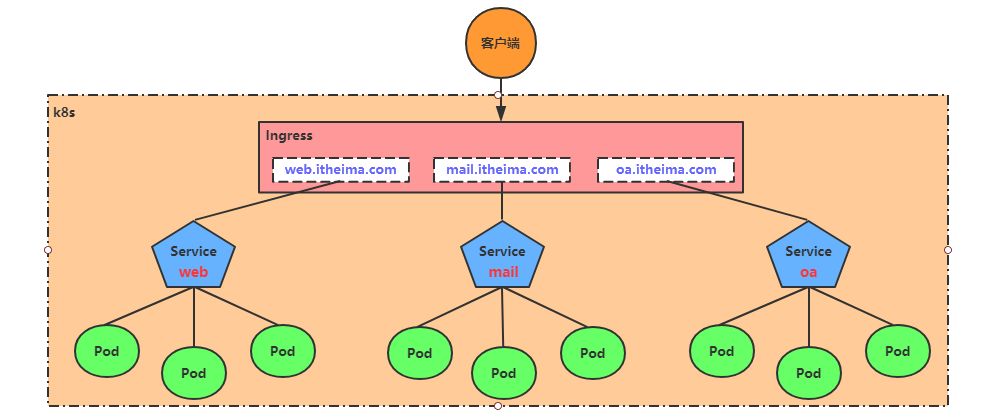 客户端
k8s
Ingress
web.itheima.com
mail.itheima.com
oa.itheima.com
Service
web
Service
mail
Service
oa
Pod
Pod
Pod
Pod
Pod
Pod
Pod
Pod
Pod